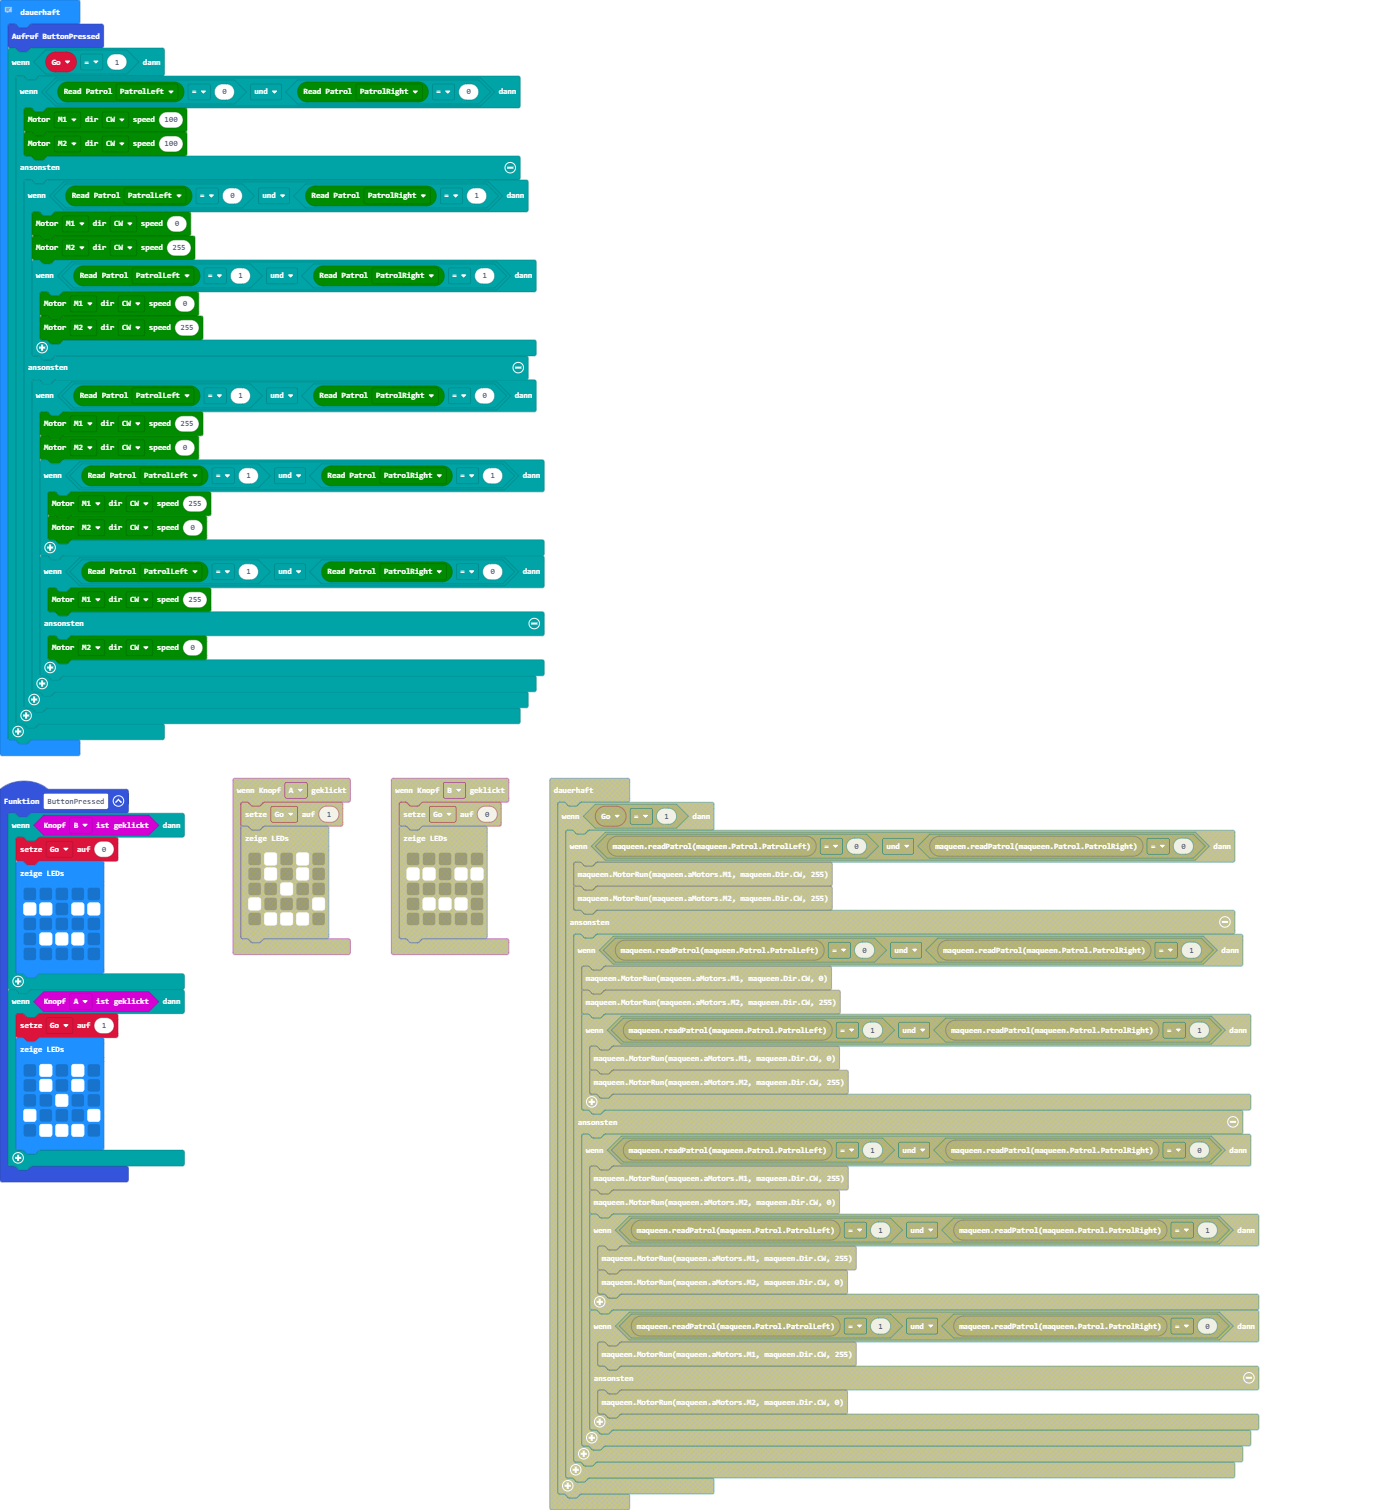 dauerhaft
Aufruf ButtonPressed
wenn Go = 1 dann
wenn Read Patrol PatrolLeft = 0 und Read Patrol PatrolRight = 0 dann
Motor M1 dir CW speed 100
Motor M2 dir CW speed 100
ansonsten
wenn Read Patrol PatrolLeft = 0 und Read Patrol PatrolRight = 1 dann
Motor M1 dir CW speed 0
Motor M2 dir CW speed 255
wenn Read Patrol PatrolLeft = 1 und Read Patrol PatrolRight = 1 dann
Motor M1 dir CW speed 0
Motor M2 dir CW speed 255
ansonsten
wenn Read Patrol PatrolLeft = 1 und Read Patrol PatrolRight = 0 dann
Motor M1 dir CW speed 255
Motor M2 dir CW speed 0
wenn Read Patrol PatrolLeft = 1 und Read Patrol PatrolRight = 1 dann
Motor M1 dir CW speed 255
Motor M2 dir CW speed 0
wenn Read Patrol PatrolLeft = 1 und Read Patrol PatrolRight = 0 dann
Motor M1 dir CW speed 255
ansonsten
Motor M2 dir CW speed 0
Funktion ButtonPressed
wenn Knopf B ist geklickt dann
setze Go auf 0
zeige LEDs
wenn Knopf A ist geklickt dann
setze Go auf 1
zeige LEDs
wenn Knopf A geklickt
setze Go auf 1
zeige LEDs
wenn Knopf B geklickt
setze Go auf 0
zeige LEDs
dauerhaft
wenn Go = 1 dann
wenn maqueen.readPatrol(maqueen.Patrol.PatrolLeft) = 0 und maqueen.readPatrol(maqueen.Patrol.PatrolRight) = 0 dann
maqueen.MotorRun(maqueen.aMotors.M1, maqueen.Dir.CW, 255)
maqueen.MotorRun(maqueen.aMotors.M2, maqueen.Dir.CW, 255)
ansonsten
wenn maqueen.readPatrol(maqueen.Patrol.PatrolLeft) = 0 und maqueen.readPatrol(maqueen.Patrol.PatrolRight) = 1 dann
maqueen.MotorRun(maqueen.aMotors.M1, maqueen.Dir.CW, 0)
maqueen.MotorRun(maqueen.aMotors.M2, maqueen.Dir.CW, 255)
wenn maqueen.readPatrol(maqueen.Patrol.PatrolLeft) = 1 und maqueen.readPatrol(maqueen.Patrol.PatrolRight) = 1 dann
maqueen.MotorRun(maqueen.aMotors.M1, maqueen.Dir.CW, 0)
maqueen.MotorRun(maqueen.aMotors.M2, maqueen.Dir.CW, 255)
ansonsten
wenn maqueen.readPatrol(maqueen.Patrol.PatrolLeft) = 1 und maqueen.readPatrol(maqueen.Patrol.PatrolRight) = 0 dann
maqueen.MotorRun(maqueen.aMotors.M1, maqueen.Dir.CW, 255)
maqueen.MotorRun(maqueen.aMotors.M2, maqueen.Dir.CW, 0)
wenn maqueen.readPatrol(maqueen.Patrol.PatrolLeft) = 1 und maqueen.readPatrol(maqueen.Patrol.PatrolRight) = 1 dann
maqueen.MotorRun(maqueen.aMotors.M1, maqueen.Dir.CW, 255)
maqueen.MotorRun(maqueen.aMotors.M2, maqueen.Dir.CW, 0)
wenn maqueen.readPatrol(maqueen.Patrol.PatrolLeft) = 1 und maqueen.readPatrol(maqueen.Patrol.PatrolRight) = 0 dann
maqueen.MotorRun(maqueen.aMotors.M1, maqueen.Dir.CW, 255)
ansonsten
maqueen.MotorRun(maqueen.aMotors.M2, maqueen.Dir.CW, 0)